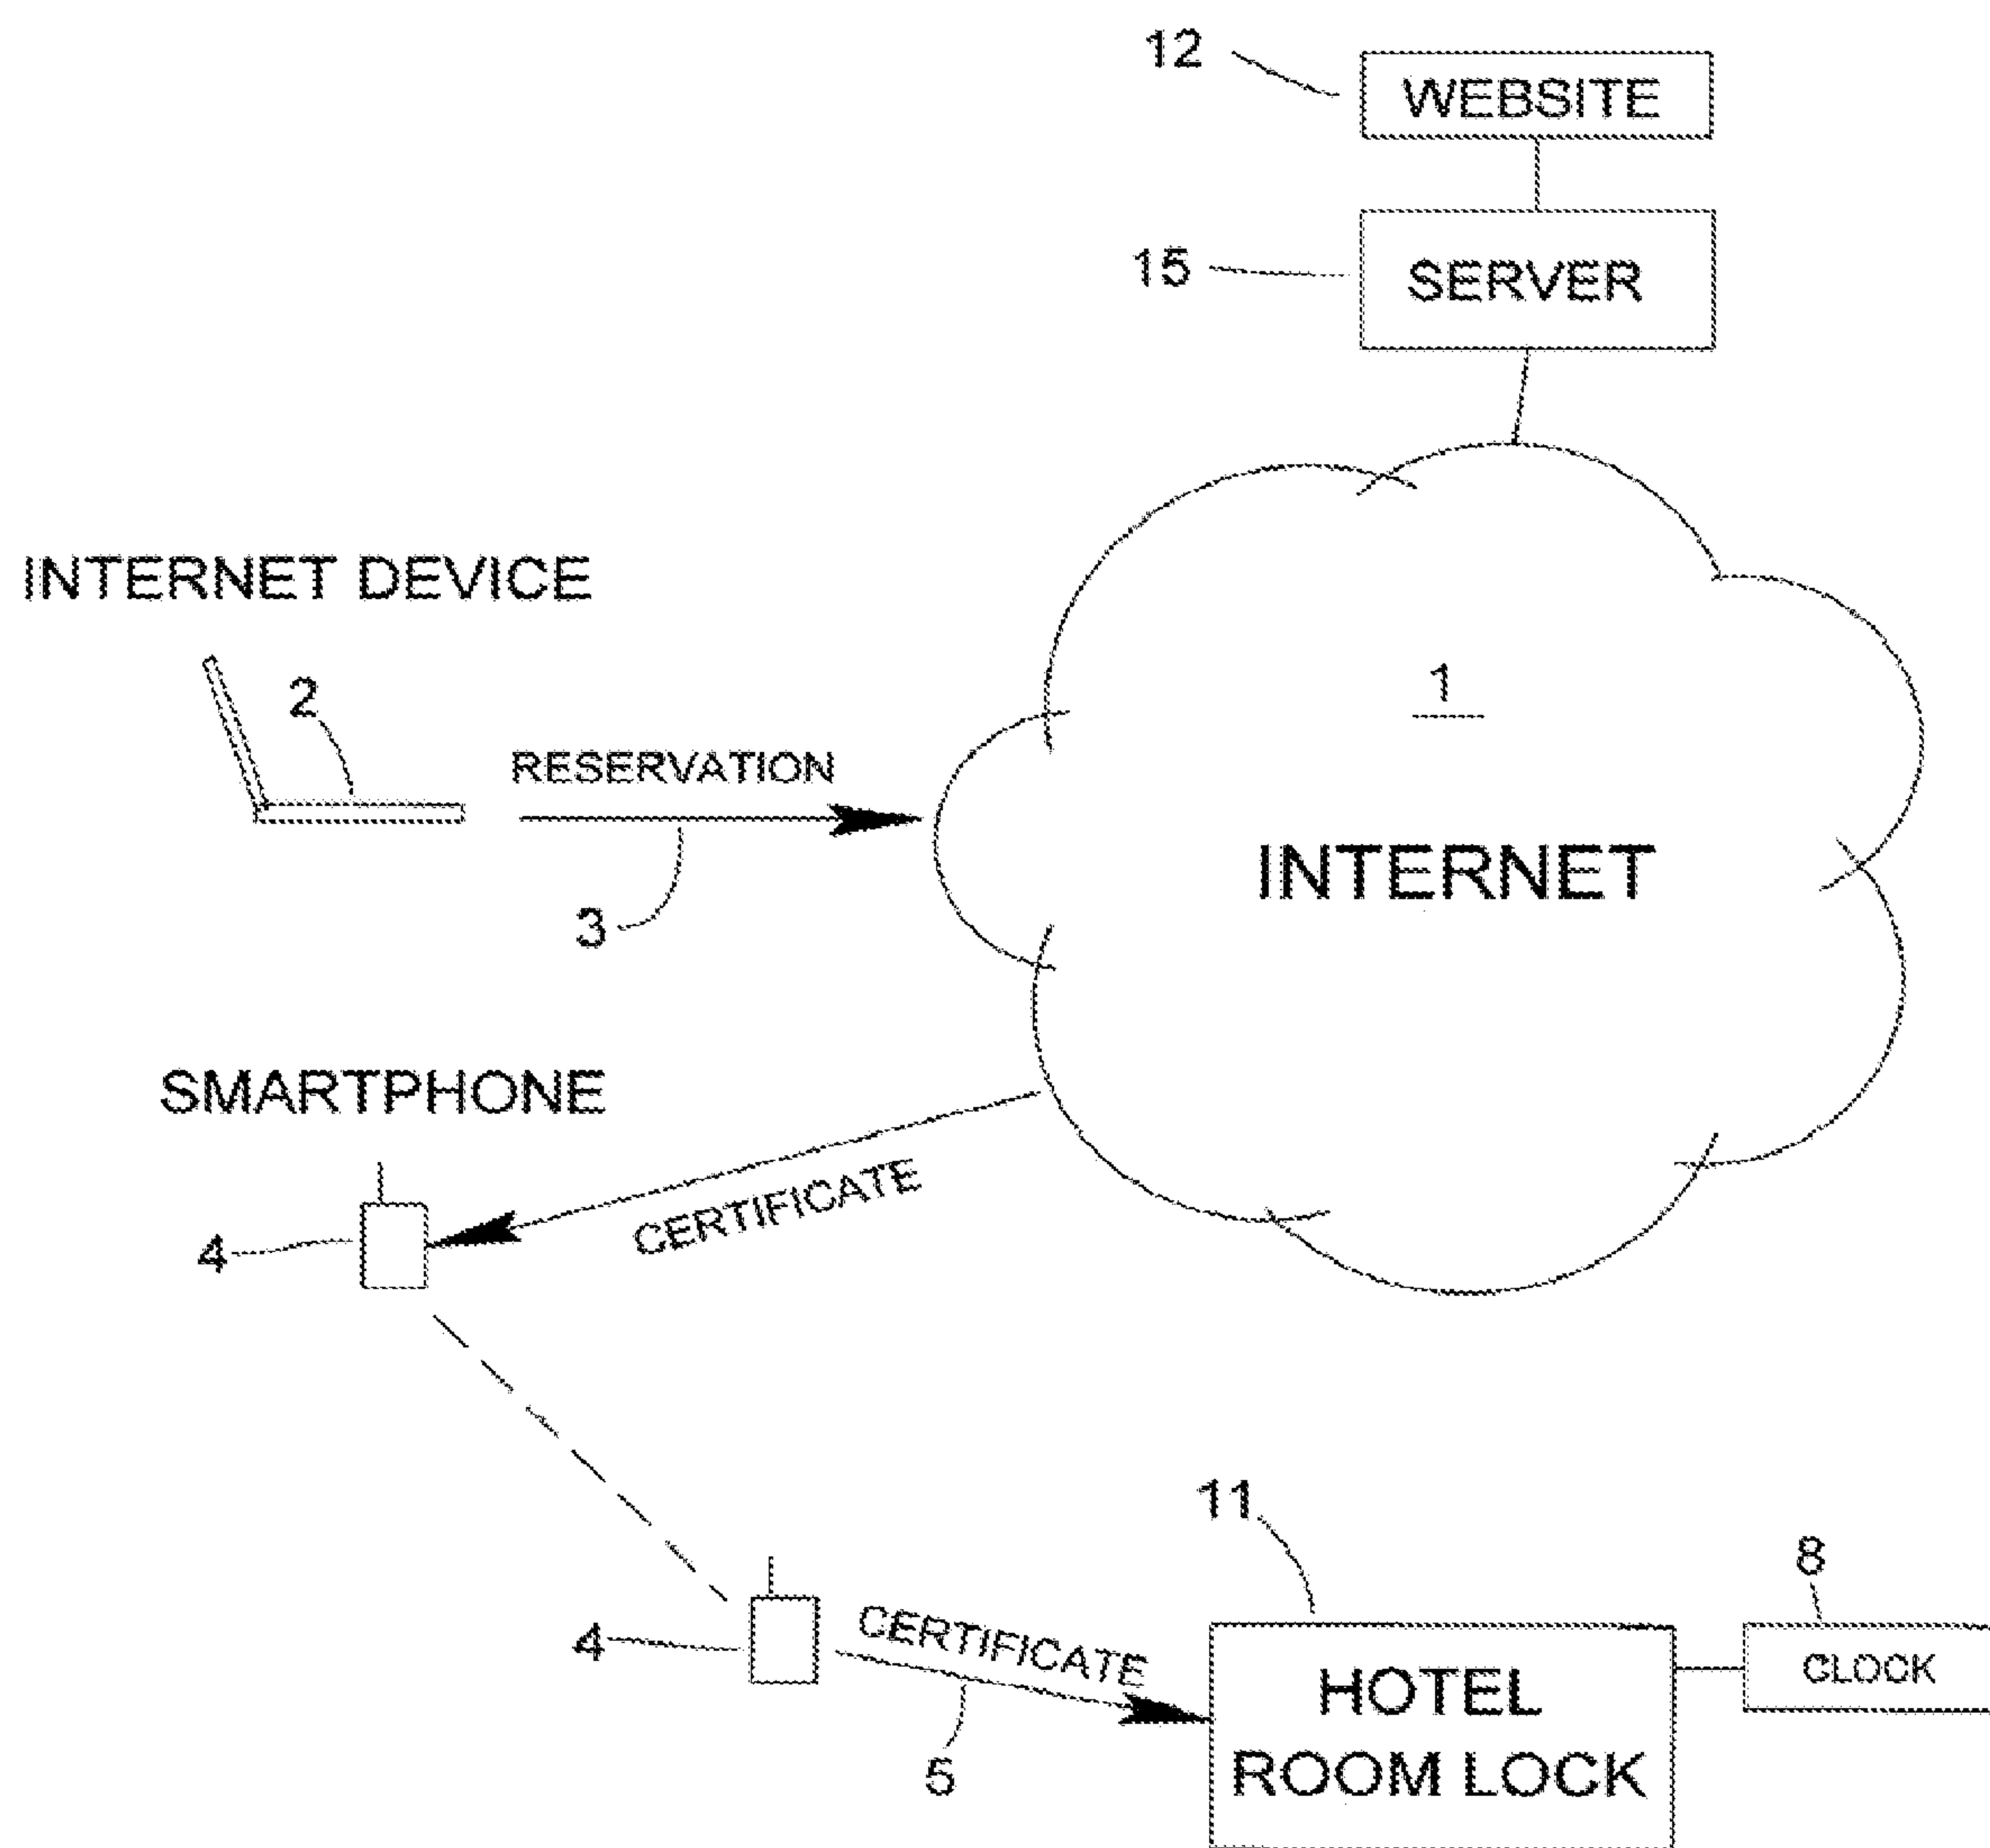 12
WEBSITE
15
SERVER
INTERNET DEVICE
2
RESERVATION
3
1
INTERNET
SMARTPHONE
4
CERTIFICATE
4
CERTIFICATE
5
11
HOTEL
ROOM LOCK
8
CLOCK